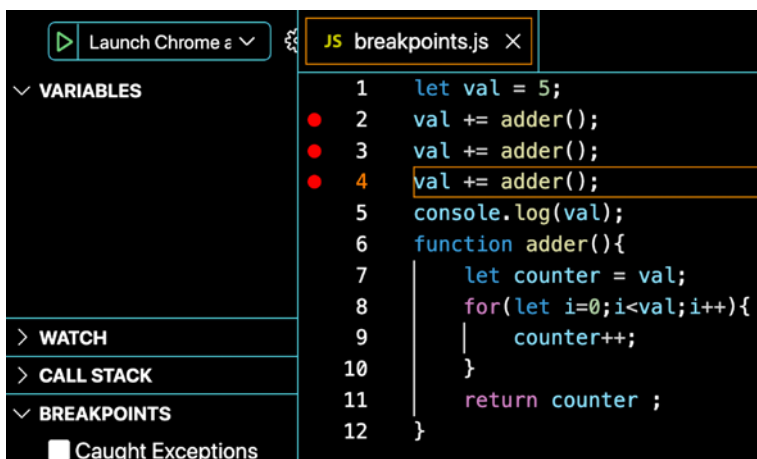 Launch Chrome a
JS breakpoints.js
VARIABLES
WATCH
CALL STACK
BREAKPOINTS
Caught Exceptions
1 let val = 5;
2 val += adder();
3 val += adder();
4 val += adder();
5 console.log(val);
6 function adder(){
7 let counter = val;
8 for(let i=0;i<val;i++){
9 counter++;
10 }
11 return counter ;
12 }